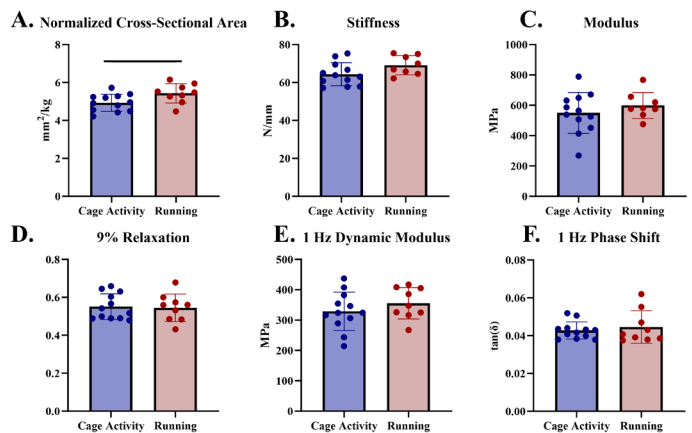 A. Normalized Cross-Sectional Area
mm²/kg
8
6
4
2
0
Cage Activity Running
B. Stiffness
N/mm
80
60
40
20
0
Cage Activity Running
C. Modulus
MPa
1000
800
600
400
200
0
Cage Activity Running
D. 9% Relaxation
0.8
0.6
0.4
0.2
0.0
Cage Activity Running
E. 1 Hz Dynamic Modulus
MPa
500
400
300
200
100
0
Cage Activity Running
F. 1 Hz Phase Shift
tan(δ)
0.08
0.06
0.04
0.02
0.00
Cage Activity Running